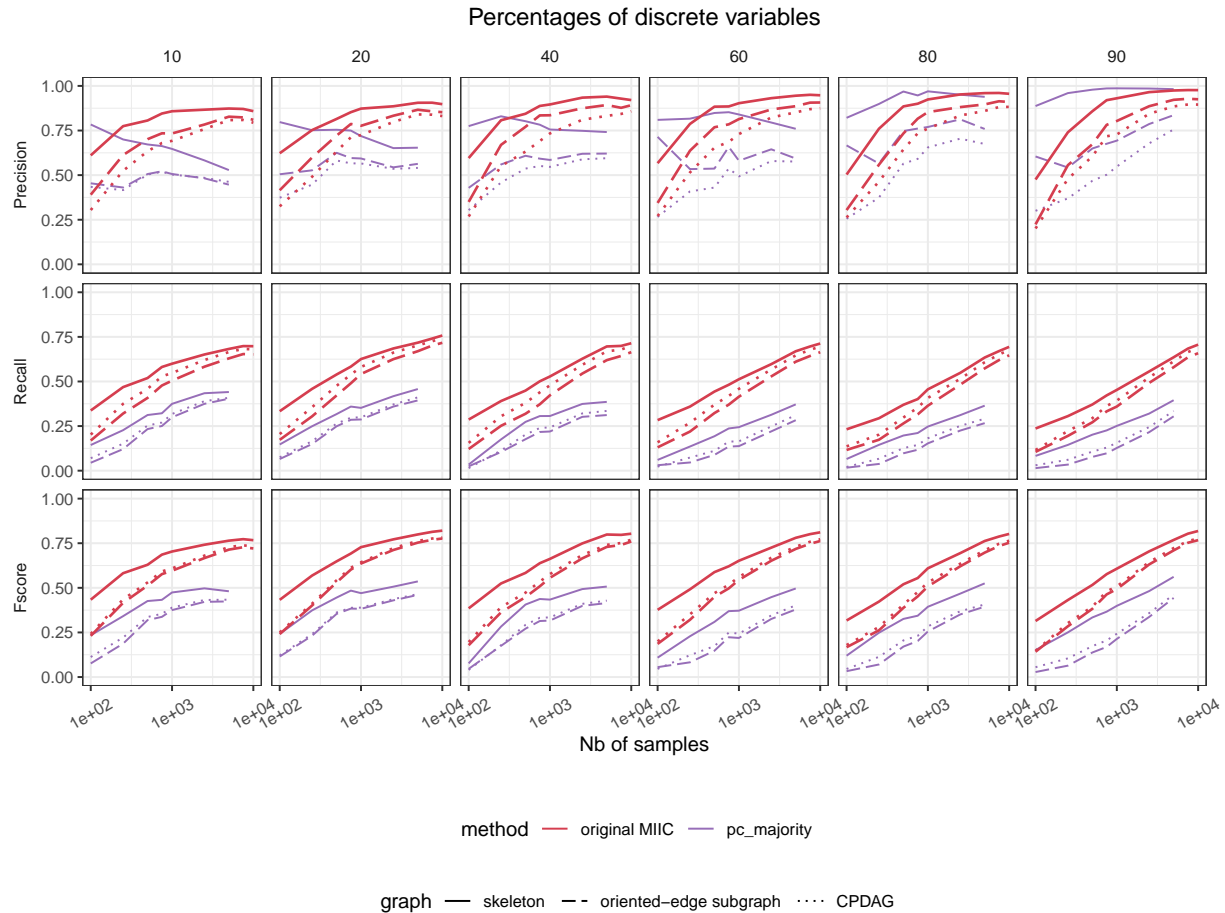 Percentages of discrete variables
10 20 40 60 80 90
Precision
1.00
0.75
0.50
0.25
0.00
Recall
0.75
0.50
0.25
0.00
Fscore
1.00
0.75
0.50
0.25
0.00
1e+02 1e+03 1e+04 1e+02 1e+03 1e+04 1e+02 1e+03 1e+04 1e+02 1e+03 1e+04 1e+02 1e+03 1e+04 1e+02 1e+03 1e+04
Nb of samples
method original MIIC pc_majority
graph skeleton oriented−edge subgraph CPDAG